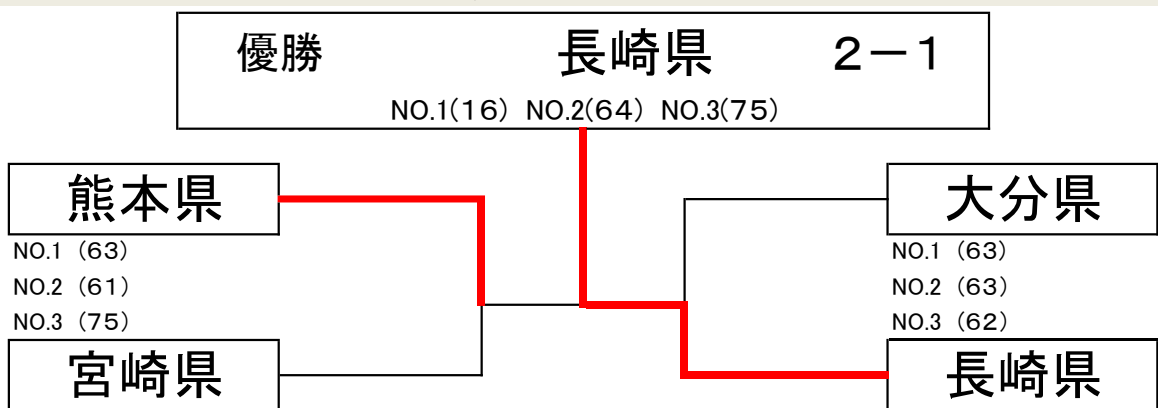 優勝 長崎県 2－1
NO.1(16) NO.2(64) NO.3(75)
熊本県
NO.1 (63)
NO.2 (61)
NO.3 (75)
宮崎県
大分県
NO.1 (63)
NO.2 (63)
NO.3 (62)
長崎県